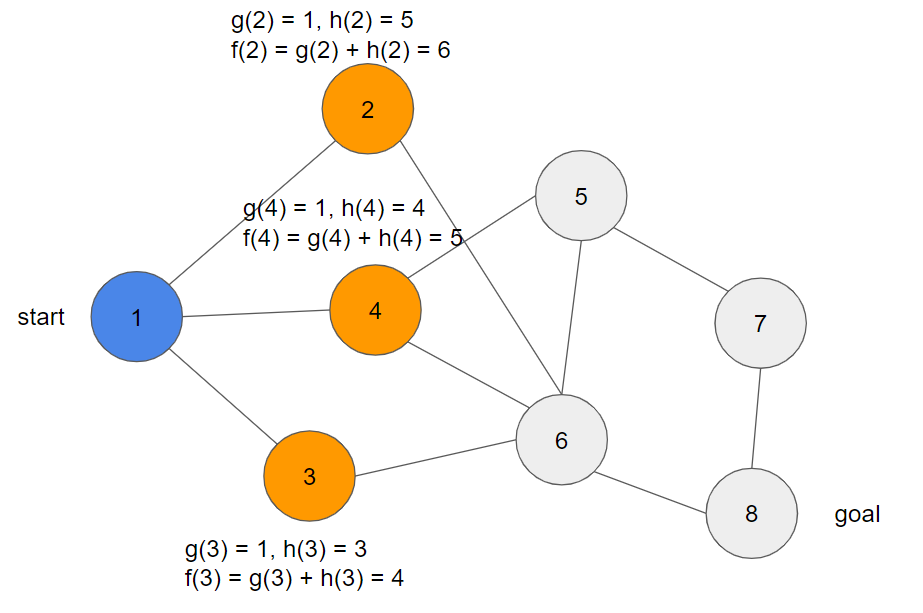 g(2) = 1, h(2) = 5
f(2) = g(2) + h(2) = 6
2
g(4) = 1, h(4) = 4
f(4) = g(4) + h(4) = 5
5
start
1
4
7
6
3
8
goal
g(3) = 1, h(3) = 3
f(3) = g(3) + h(3) = 4